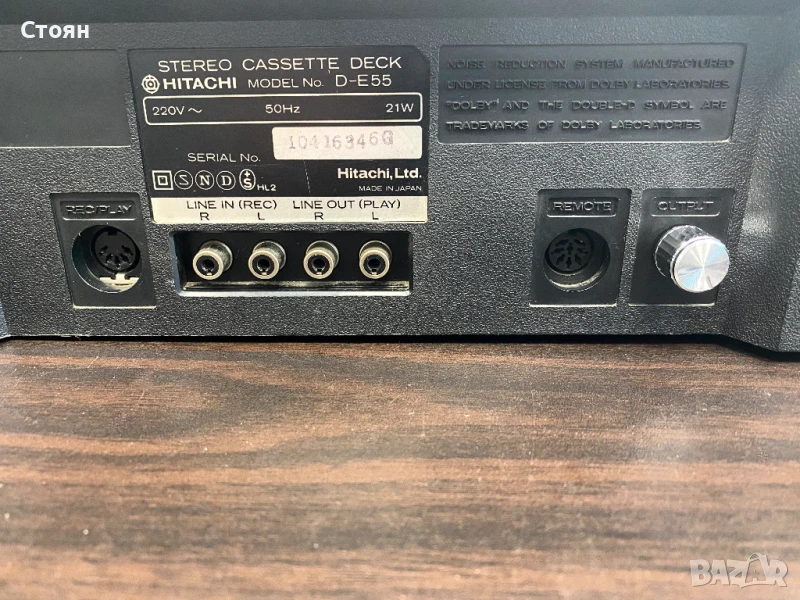 Стоян
STEREO CASSETTE DECK
HITACHI MODEL No. D-E55
220V～ 50Hz 21W
SERIAL No. 10416346G
Hitachi, Ltd.
S N D S HL2
MADE IN JAPAN
LINE IN (REC) LINE OUT (PLAY)
R L R L
NOISE REDUCTION SYSTEM MANUFACTURED
UNDER LICENSE FROM DOLBY LABORATORIES.
"DOLBY" AND THE DOUBLE-D SYMBOL ARE
TRADEMARKS OF DOLBY LABORATORIES.
REC/PLAY
REMOTE
OUTPUT
BAZAR